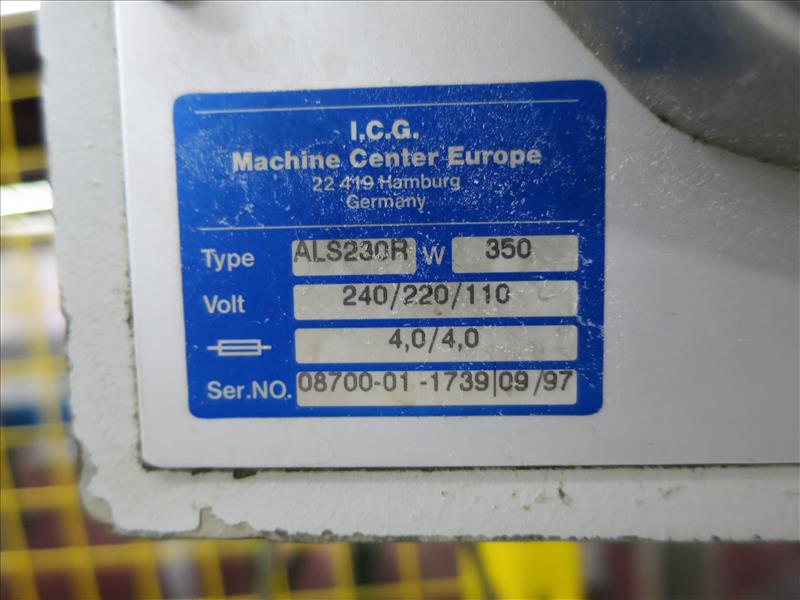 I.C.G.
Machine Center Europe
22 419 Hamburg
Germany
Type ALS230R W 350
Volt 240/220/110
4,0/4,0
Ser.NO. 08700-01 -1739|09/97